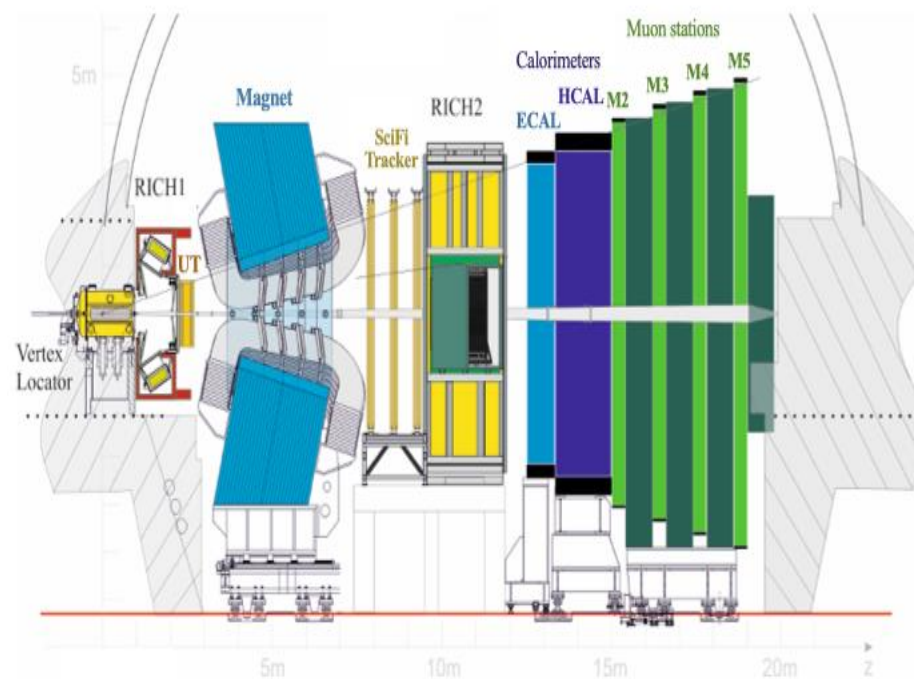 Muon stations
5m
Calorimeters
M5
M4
Magnet
HCAL
M3
RICH2
M2
SciFi
Tracker
ECAL
RICH1
UT
Vertex
Locator
5m
10m
15m
20m
z